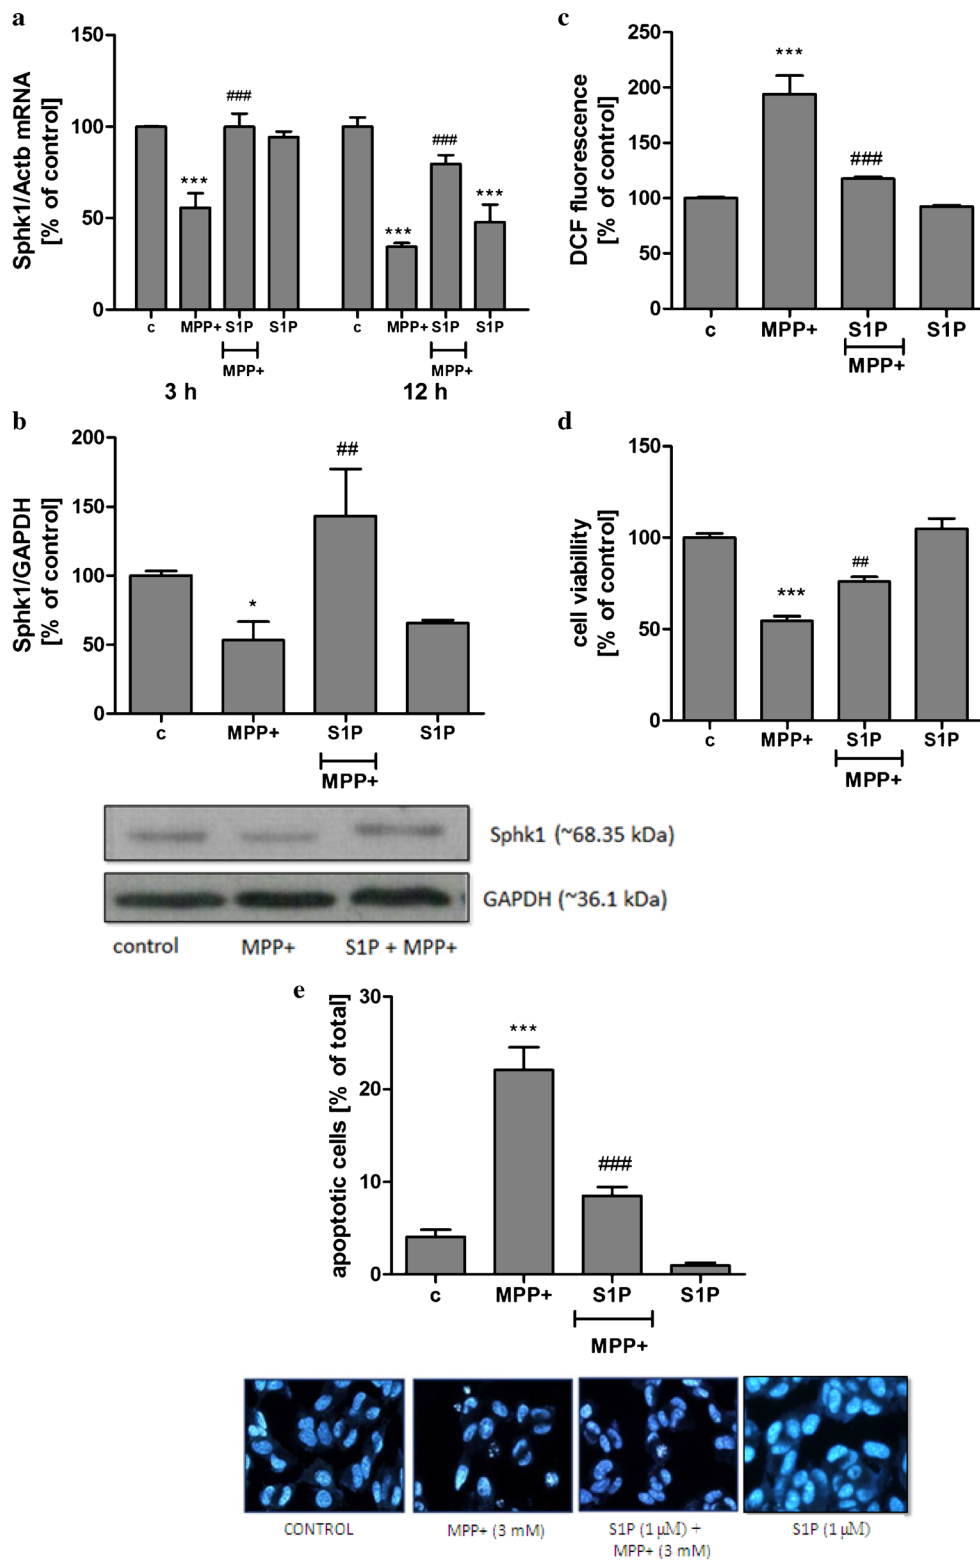 a
Sphk1/Actb mRNA
[% of control]
150
100
50
0
***
###
***
###
***
c
MPP+
S1P
S1P
MPP+
3 h
c
MPP+
S1P
S1P
MPP+
12 h
c
DCF fluorescence
[% of control]
250
200
150
100
50
0
***
###
c
MPP+
S1P
S1P
MPP+
b
Sphk1/GAPDH
[% of control]
200
150
100
50
0
*
##
c
MPP+
S1P
S1P
MPP+
Sphk1 (~68.35 kDa)
GAPDH (~36.1 kDa)
control
MPP+
S1P + MPP+
d
cell viabillity
[% of control]
150
100
50
0
***
##
c
MPP+
S1P
S1P
MPP+
e
apoptotic cells [% of total]
30
20
10
0
***
###
c
MPP+
S1P
S1P
MPP+
CONTROL
MPP+ (3 mM)
S1P (1 µM) +
MPP+ (3 mM)
S1P (1 µM)